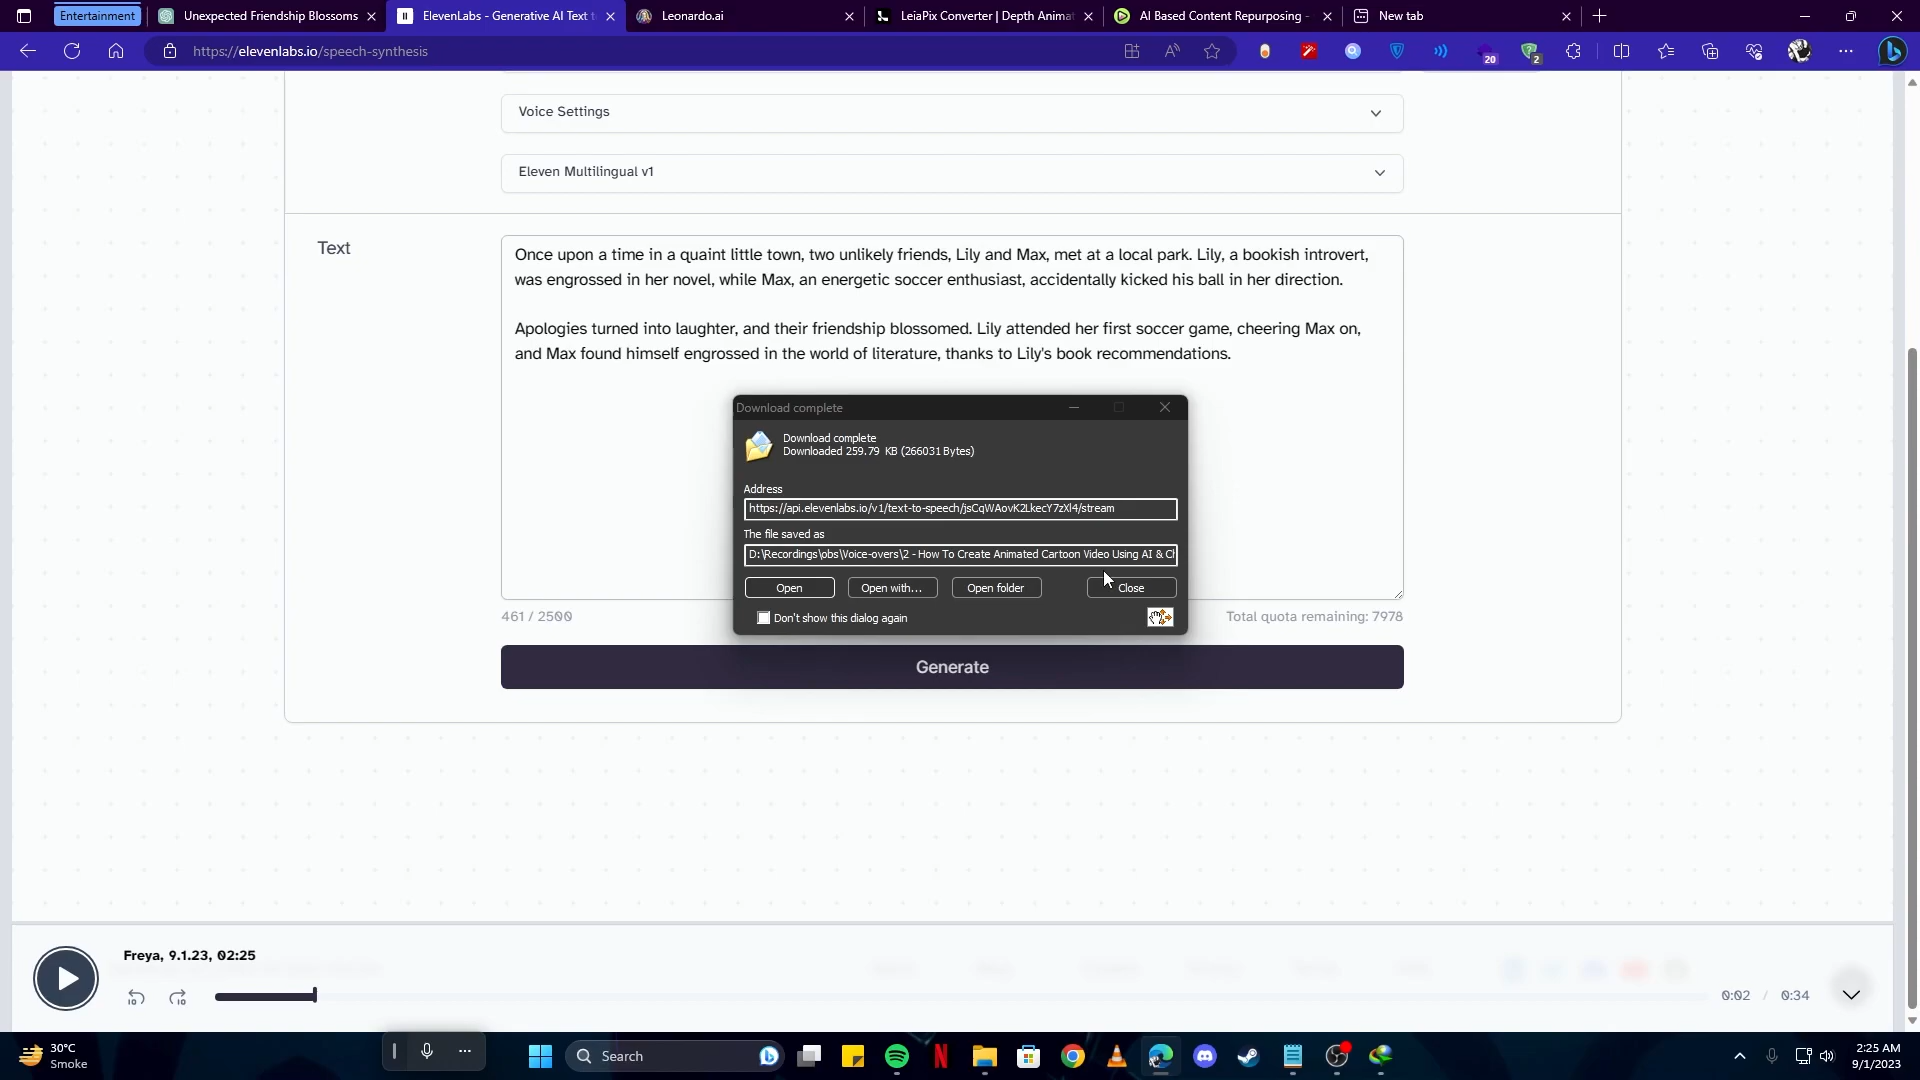 Entertainment
Unexpected Friendship Blossoms
ElevenLabs - Generative AI Text t
Leonardo.ai
LeiaPix Converter | Depth Animat
AI Based Content Repurposing -
New tab
https://elevenlabs.io/speech-synthesis
20
2
Voice Settings
Eleven Multilingual v1
Text
Once upon a time in a quaint little town, two unlikely friends, Lily and Max, met at a local park. Lily, a bookish introvert,
was engrossed in her novel, while Max, an energetic soccer enthusiast, accidentally kicked his ball in her direction.
Apologies turned into laughter, and their friendship blossomed. Lily attended her first soccer game, cheering Max on,
and Max found himself engrossed in the world of literature, thanks to Lily's book recommendations.
Download complete
Download complete
Downloaded 259.79 KB (266031 Bytes)
Address
https://api.elevenlabs.io/v1/text-to-speech/jsCqWAovK2LkecY7zXl4/stream
The file saved as
D:\Recordings\obs\Voice-overs\2 - How To Create Animated Cartoon Video Using AI & Ch
Open
Open with...
Open folder
Close
Don't show this dialog again
461 / 2500
Total quota remaining: 7978
Generate
Freya, 9.1.23, 02:25
10
10
0:02 / 0:34
30°C
Smoke
Search
2:25 AM
9/1/2023